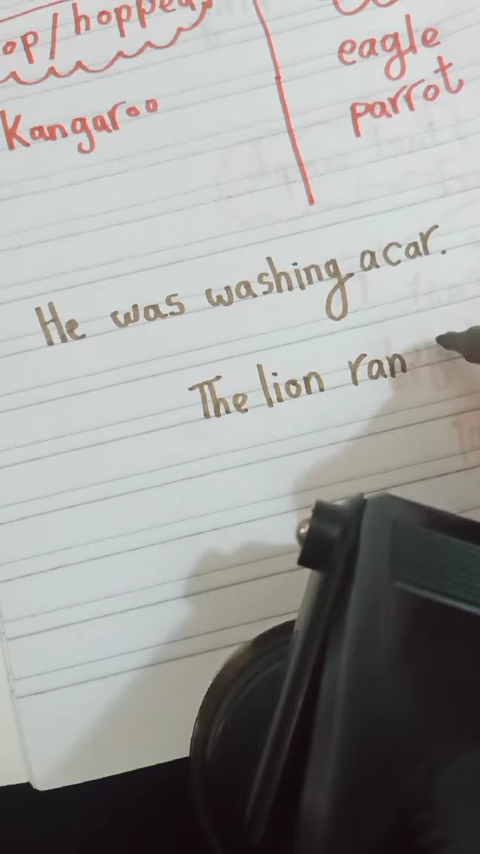 op/hopped
eagle
Kangaroo
parrot
He was washing a car.
The lion ran